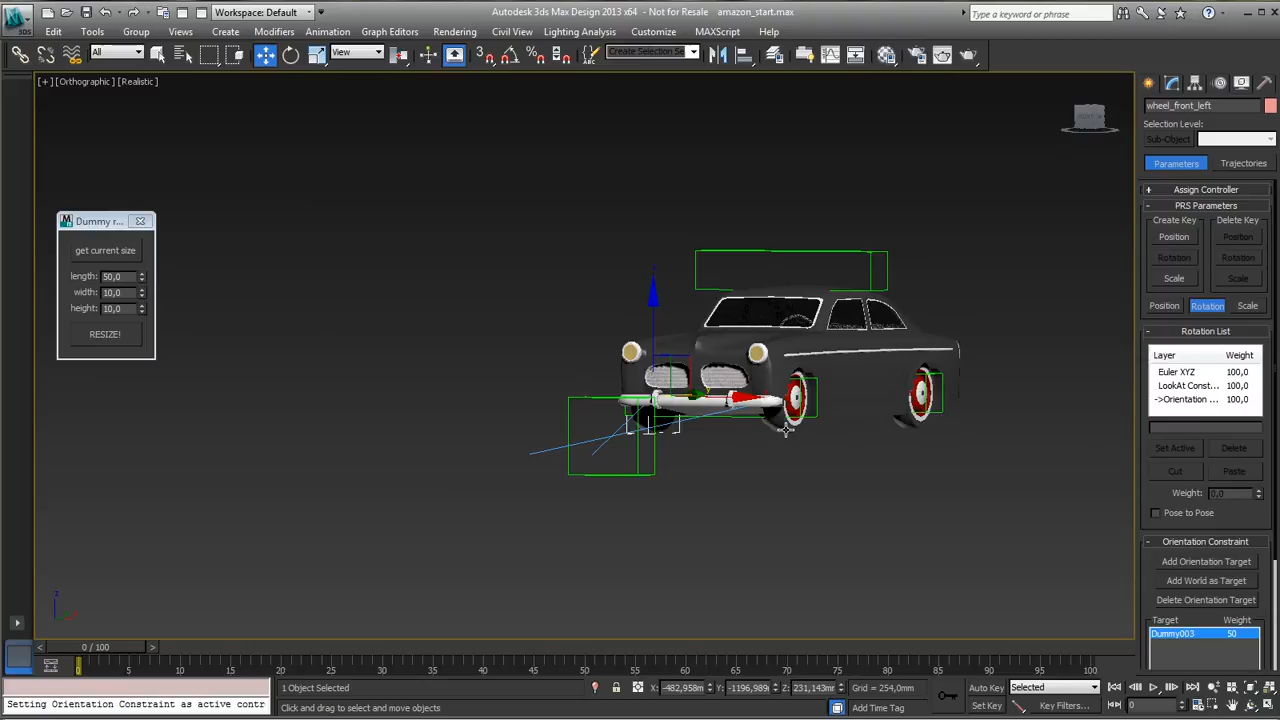 Workspace: Default
Autodesk 3ds Max Design 2013 x64 - Not for Resale amazon_start.max
Type a keyword or phrase
3DS
Edit Tools Group Views Create Modifiers Animation Graph Editors Rendering Civil View Lighting Analysis Customize MAXScript Help
All View Create Selection Se
[+] [Orthographic] [Realistic]
wheel_front_left
Selection Level:
Sub-Object
Parameters Trajectories
- 
+ Assign Controller
- PRS Parameters
Create Key Delete Key
Position Position
Rotation Rotation
Scale Scale
Position Rotation Scale
- Rotation List
Layer Weight
Euler XYZ 100,0
LookAt Const... 100,0
->Orientation ... 100,0
Set Active Delete
Cut Paste
Weight: 0,0
Pose to Pose
- Orientation Constraint
Add Orientation Target
Add World as Target
Delete Orientation Target
Target Weight
Dummy003 50
Dummy r...
get current size
length: 50,0
width: 10,0
height: 10,0
RESIZE!
z
< 0 / 100 >
0 5 10 15 20 25 30 35 40 45 50 55 60 65 70 75 80 85 90 95 100
1 Object Selected
X: -482,958m Y: -1196,989m Z: 231,143mm Grid = 254,0mm
Auto Key Selected
Setting Orientation Constraint as active contr
Click and drag to select and move objects
Add Time Tag
Set Key Key Filters... 0